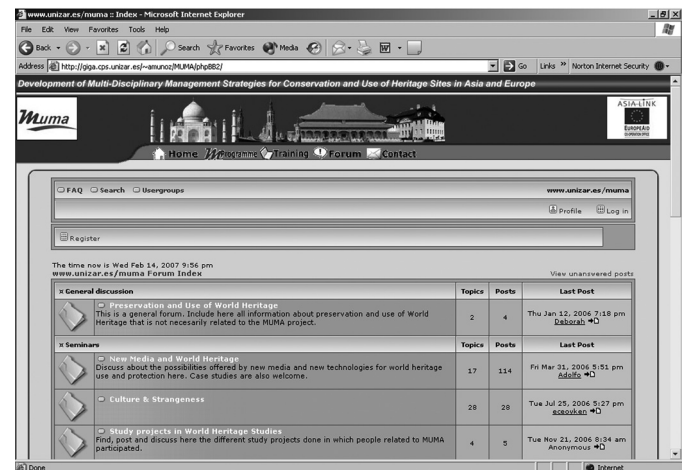 www.unizar.es/muma :: Index - Microsoft Internet Explorer
File Edit View Favorites Tools Help
Back Search Favorites Media
Address http://giga.cps.unizar.es/~amunoz/MUMA/phpBB2/ Go Links » Norton Internet Security
Development of Multi-Disciplinary Management Strategies for Conservation and Use of Heritage Sites in Asia and Europe
Muma
ASIA-LINK
EUROPEAID
Home Programme Training Forum Contact
FAQ Search Usergroups www.unizar.es/muma
Profile Log in
Register
The time now is Wed Feb 14, 2007 9:56 pm
www.unizar.es/muma Forum Index View unanswered posts
General discussion Topics Posts Last Post
Preservation and Use of World Heritage
This is a general forum. Include here all information about preservation and use of World
Heritage that is not necesarily related to the MUMA project.
2 4 Thu Jan 12, 2006 7:18 pm
Deborah
Seminars Topics Posts Last Post
New Media and World Heritage
Discuss about the possibilities offered by new media and new technologies for world heritage
use and protection here. Case studies are also welcome.
17 114 Fri Mar 31, 2006 5:51 pm
Adolfo
Culture & Strangeness
28 28 Tue Jul 25, 2006 5:27 pm
eceovken
Study projects in World Heritage Studies
Find, post and discuss here the different study projects done in which people related to MUMA
participated.
4 5 Tue Nov 21, 2006 8:34 am
Anonymous
Done Internet